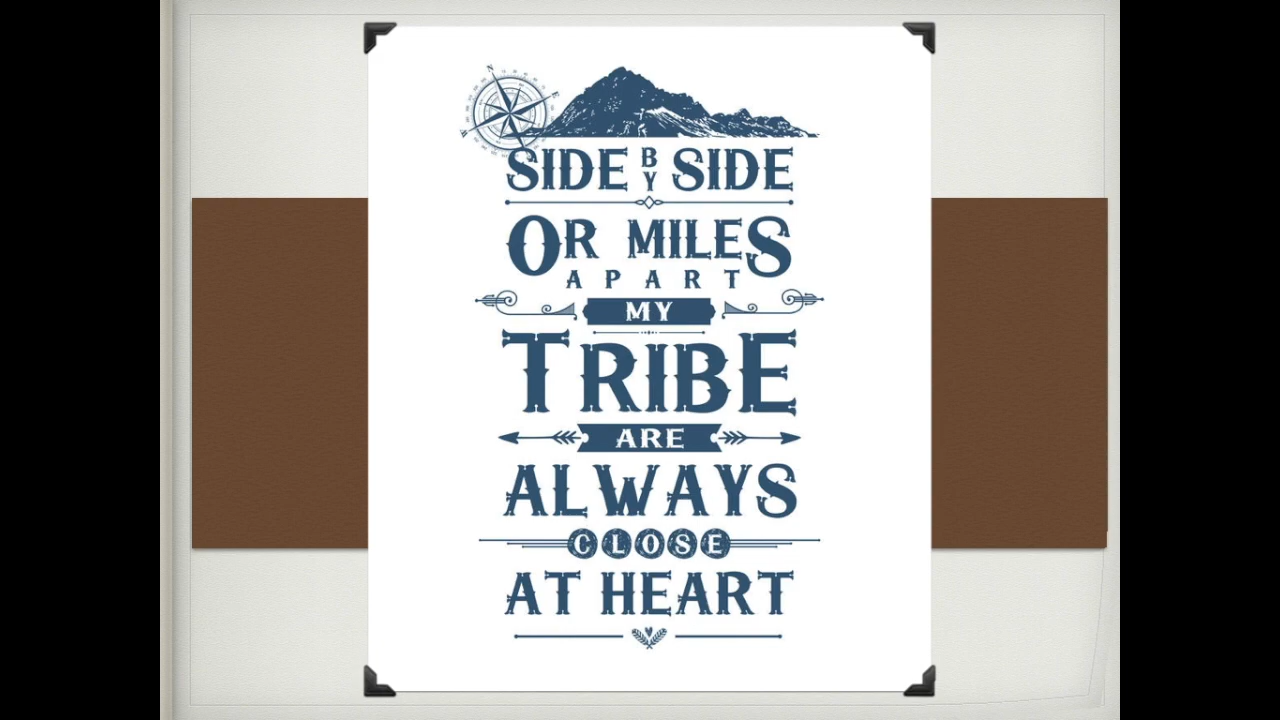 SIDE BY SIDE
OR MILES
APART
MY
TRIBE
ARE
ALWAYS
CLOSE
AT HEART